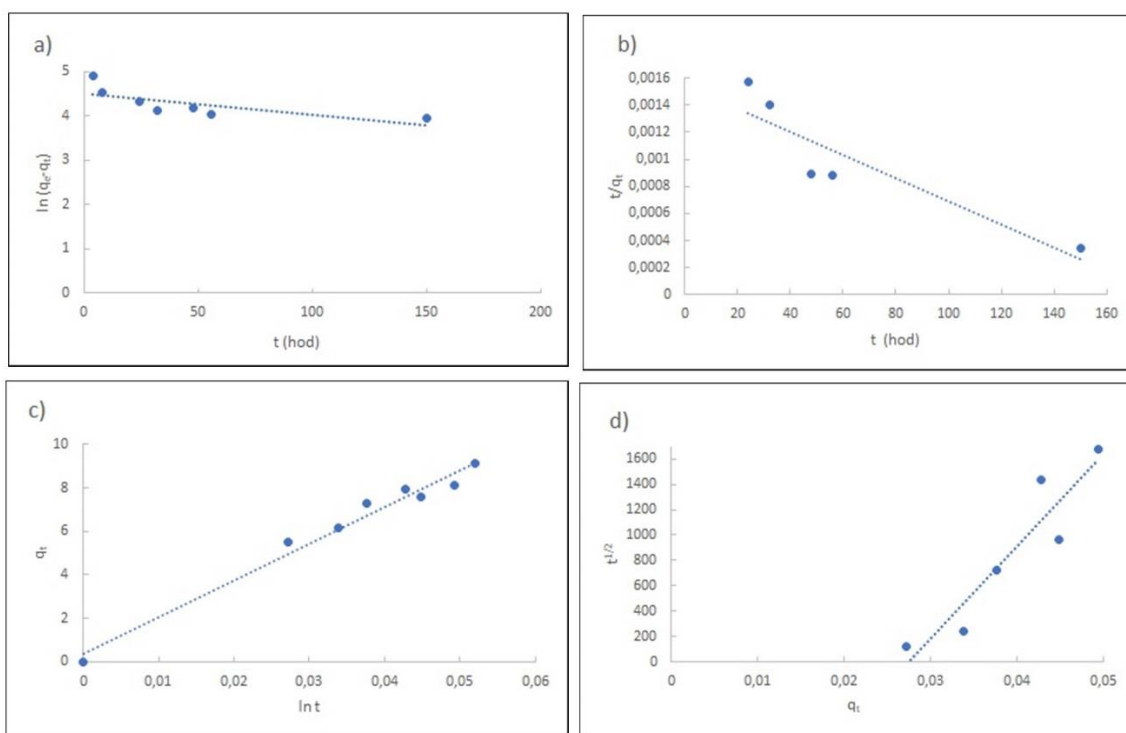 a)
5
4
3
2
1
0
ln (qₑ-qₜ)
0 50 100 150 200
t (hod)
b)
0,0016
0,0014
0,0012
0,001
0,0008
0,0006
0,0004
0,0002
0
t/qₜ
0 20 40 60 80 100 120 140 160
t (hod)
c)
10
8
6
4
2
0
qₜ
0 0,01 0,02 0,03 0,04 0,05 0,06
ln t
d)
1600
1400
1200
1000
800
600
400
200
0
t¹/²
0 0,01 0,02 0,03 0,04 0,05
qₜ